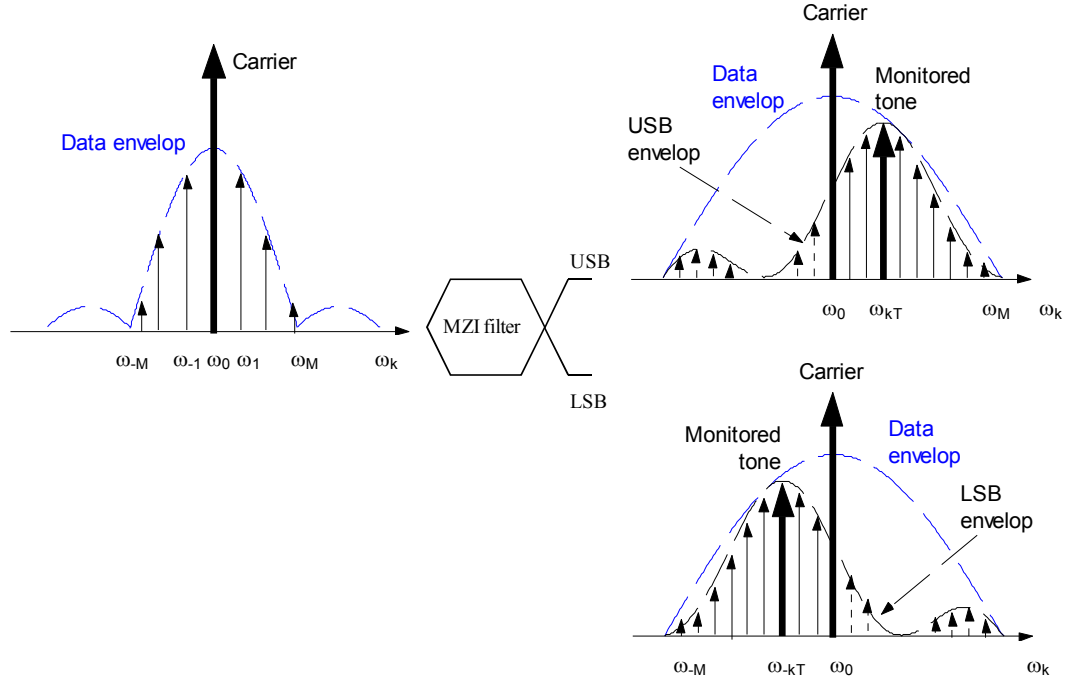 Carrier
Data envelop
ω-M
ω-1
ω0
ω1
ωM
ωk
MZI filter
USB
LSB
Carrier
Data
envelop
Monitored
tone
USB
envelop
ω0
ωkT
ωM
ωk
Carrier
Monitored
tone
Data
envelop
LSB
envelop
ω-M
ω-kT
ω0
ωk